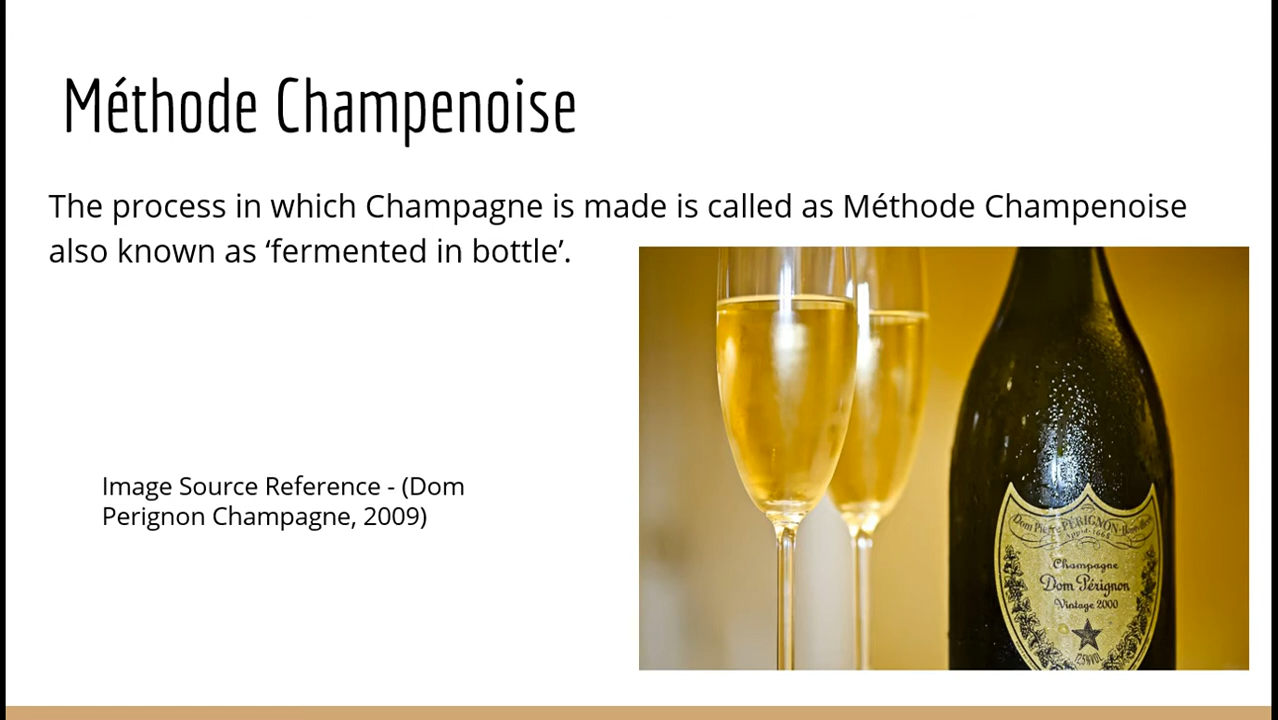 Méthode Champenoise
The process in which Champagne is made is called as Méthode Champenoise
also known as ‘fermented in bottle’.
Image Source Reference - (Dom
Perignon Champagne, 2009)
Champagne
Dom Pérignon
Vintage 2000